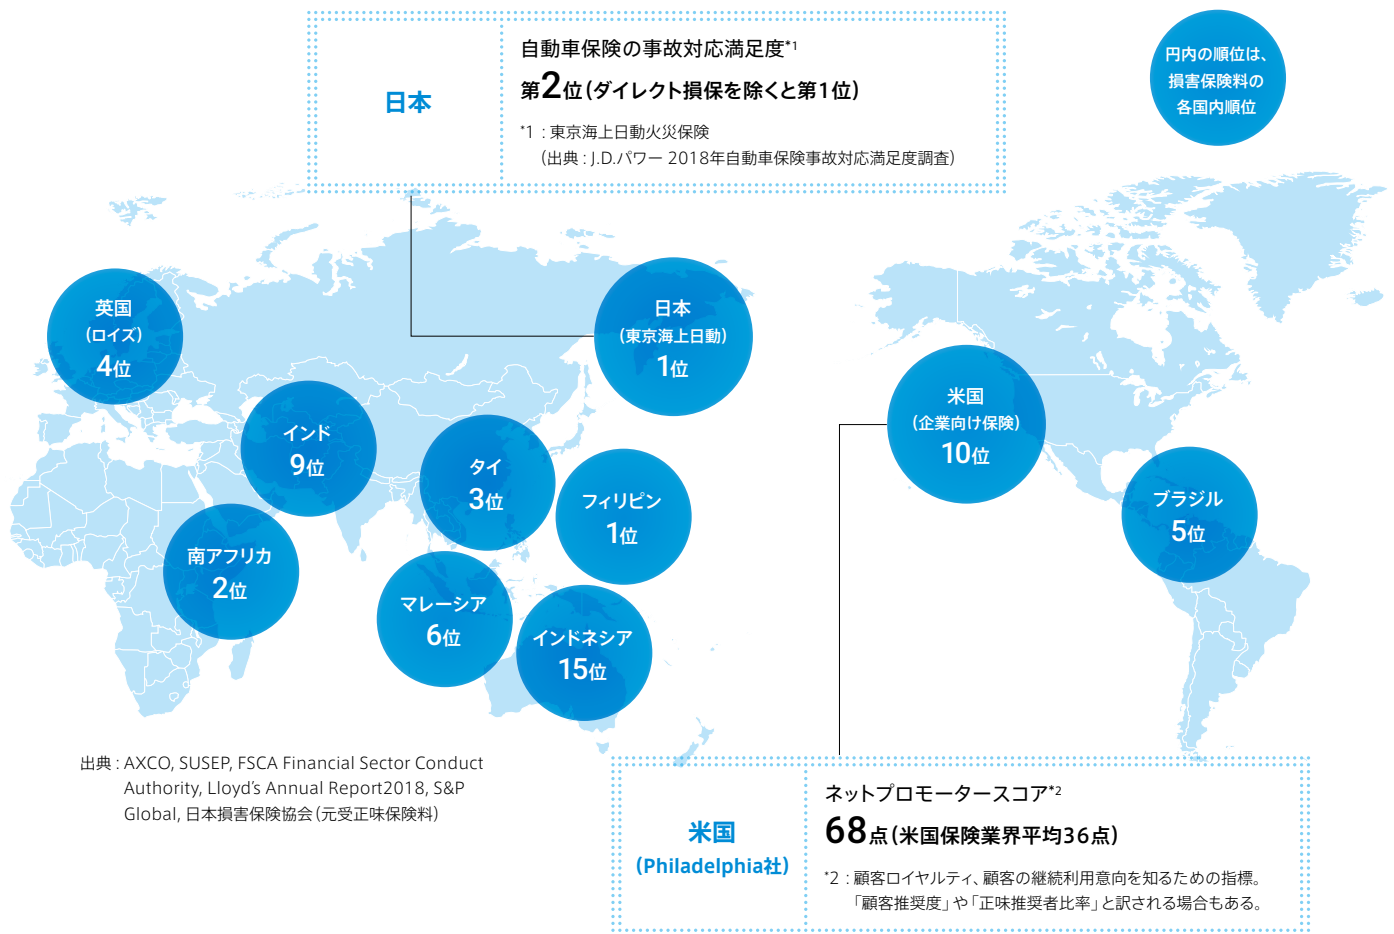 日本
自動車保険の事故対応満足度*1
第2位（ダイレクト損保を除くと第1位）
*1：東京海上日動火災保険
（出典：J.D.パワー 2018年自動車保険事故対応満足度調査）
円内の順位は、
損害保険料の
各国内順位
英国
（ロイズ）
4位
日本
（東京海上日動）
1位
インド
9位
タイ
3位
フィリピン
1位
南アフリカ
2位
マレーシア
6位
インドネシア
15位
米国
（企業向け保険）
10位
ブラジル
5位
出典：AXCO, SUSEP, FSCA Financial Sector Conduct
Authority, Lloyd's Annual Report2018, S&P
Global, 日本損害保険協会（元受正味保険料）
米国
（Philadelphia社）
ネットプロモータースコア*2
68点（米国保険業界平均36点）
*2：顧客ロイヤルティ、顧客の継続利用意向を知るための指標。
「顧客推奨度」や「正味推奨者比率」と訳される場合もある。